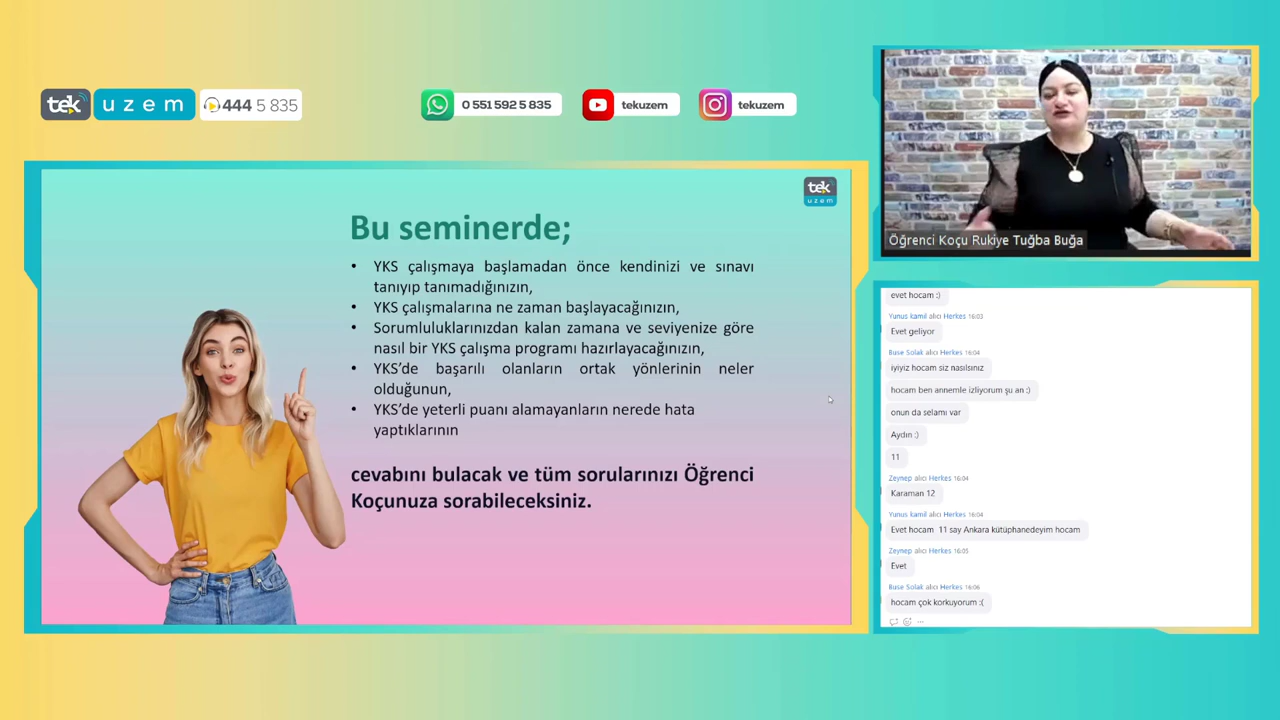 tek
uzem
444 5 835
0 551 592 5 835
tekuzem
tekuzem
tek
uzem
Bu seminerde;
• YKS çalışmaya başlamadan önce kendinizi ve sınavı
tanıyıp tanımadığınızın,
• YKS çalışmalarına ne zaman başlayacağınızın,
• Sorumluluklarınızdan kalan zamana ve seviyenize göre
nasıl bir YKS çalışma programı hazırlayacağınızın,
• YKS’de başarılı olanların ortak yönlerinin neler
olduğunun,
• YKS’de yeterli puanı alamayanların nerede hata
yaptıklarının
cevabını bulacak ve tüm sorularınızı Öğrenci
Koçunuza sorabileceksiniz.
Öğrenci Koçu Rukiye Tuğba Buğa
evet hocam :)
Yunus kamil alıcı Herkes 16:03
Evet geliyor
Buse Solak alıcı Herkes 16:04
iyiyiz hocam siz nasılsınız
hocam ben annemle izliyorum şu an :)
onun da selamı var
Aydın :)
11
Zeynep alıcı Herkes 16:04
Karaman 12
Yunus kamil alıcı Herkes 16:04
Evet hocam 11 say Ankara kütüphanedeyim hocam
Zeynep alıcı Herkes 16:05
Evet
Buse Solak alıcı Herkes 16:06
hocam çok korkuyorum :(